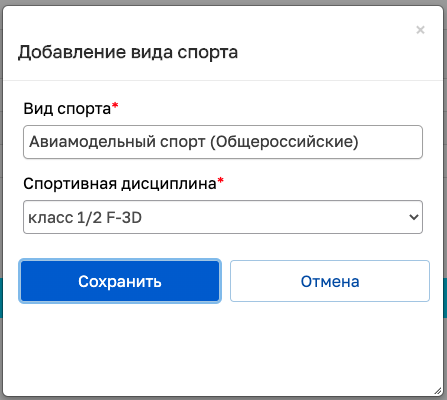 ×
Добавление вида спорта
Вид спорта*
Авиамодельный спорт (Общероссийские)
Спортивная дисциплина*
класс 1/2 F-3D
Сохранить
Отмена